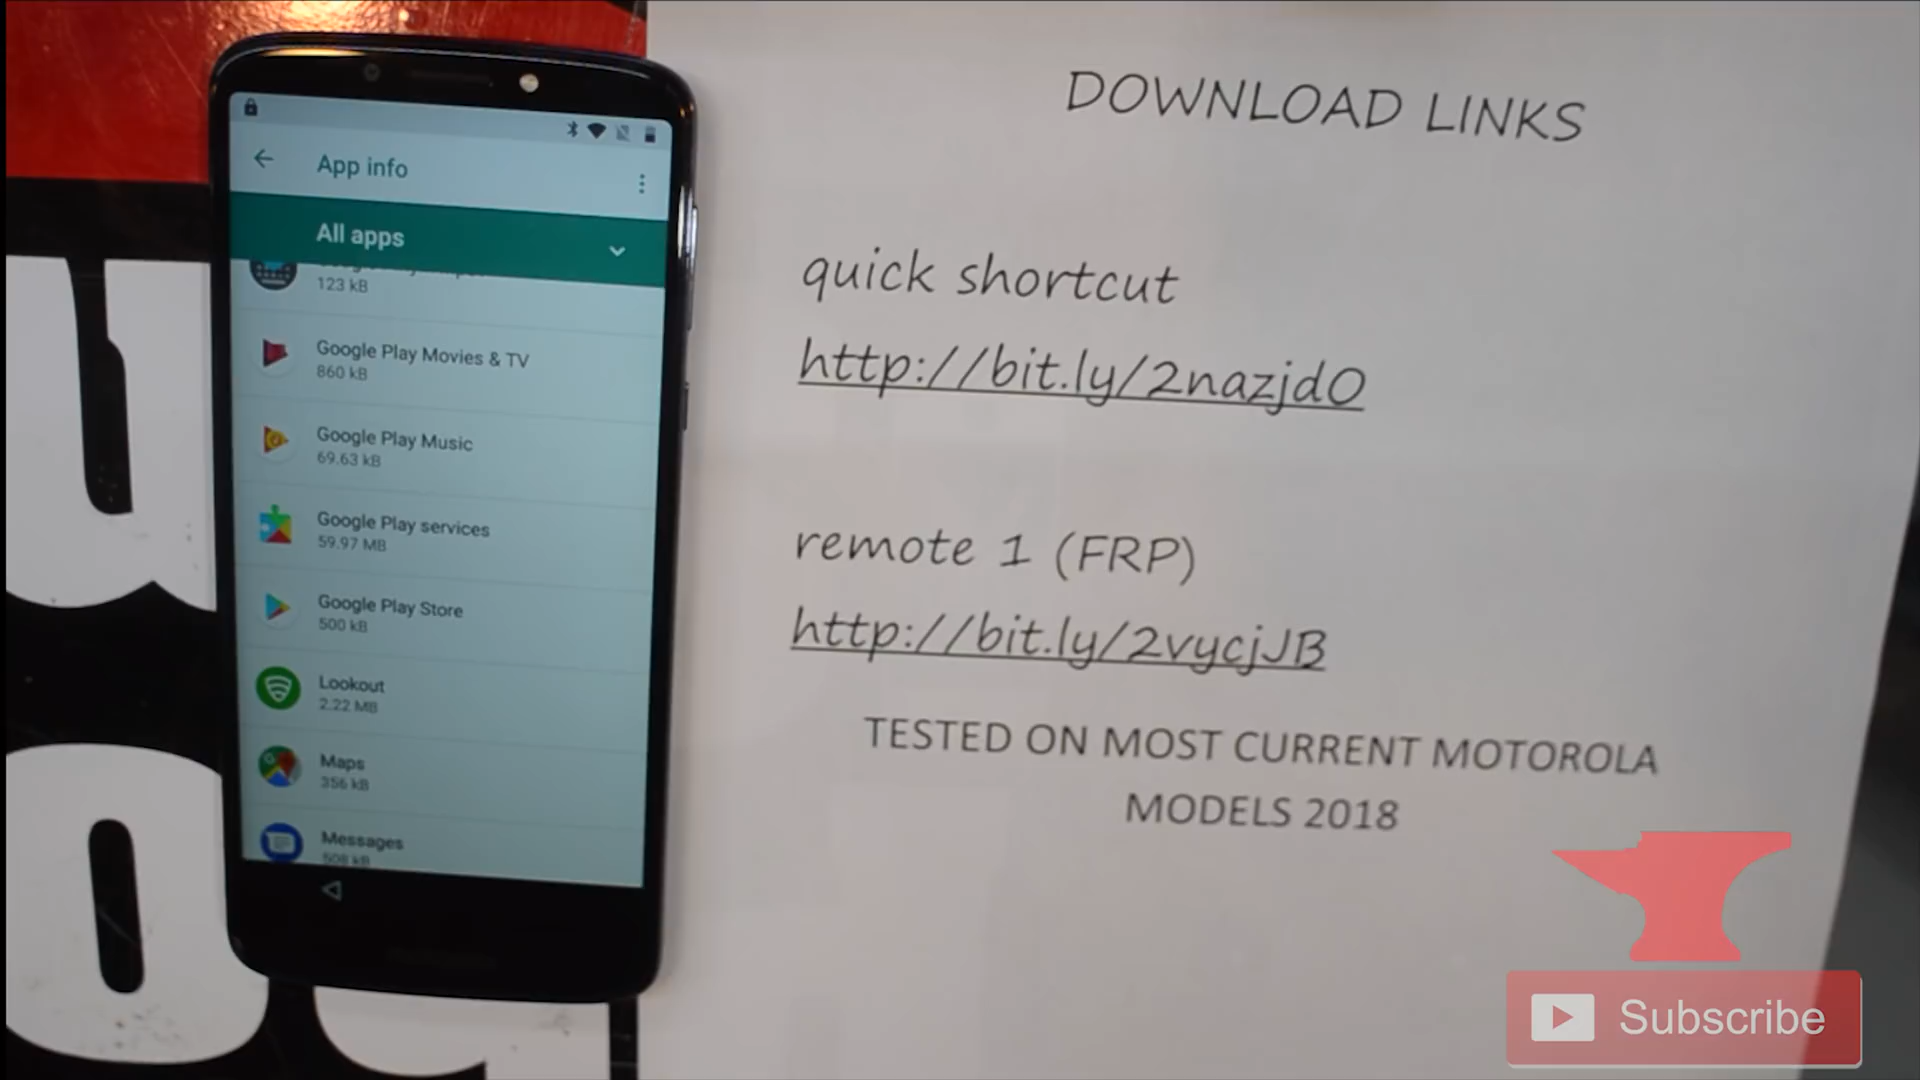 App info
All apps
123 kB
Google Play Movies & TV
860 kB
Google Play Music
69.63 kB
Google Play services
59.97 MB
Google Play Store
500 kB
Lookout
2.22 MB
Maps
356 kB
Messages
508 kB
DOWNLOAD LINKS
quick shortcut
http://bit.ly/2nazjdO
remote 1 (FRP)
http://bit.ly/2vycjJB
TESTED ON MOST CURRENT MOTOROLA
MODELS 2018
Subscribe